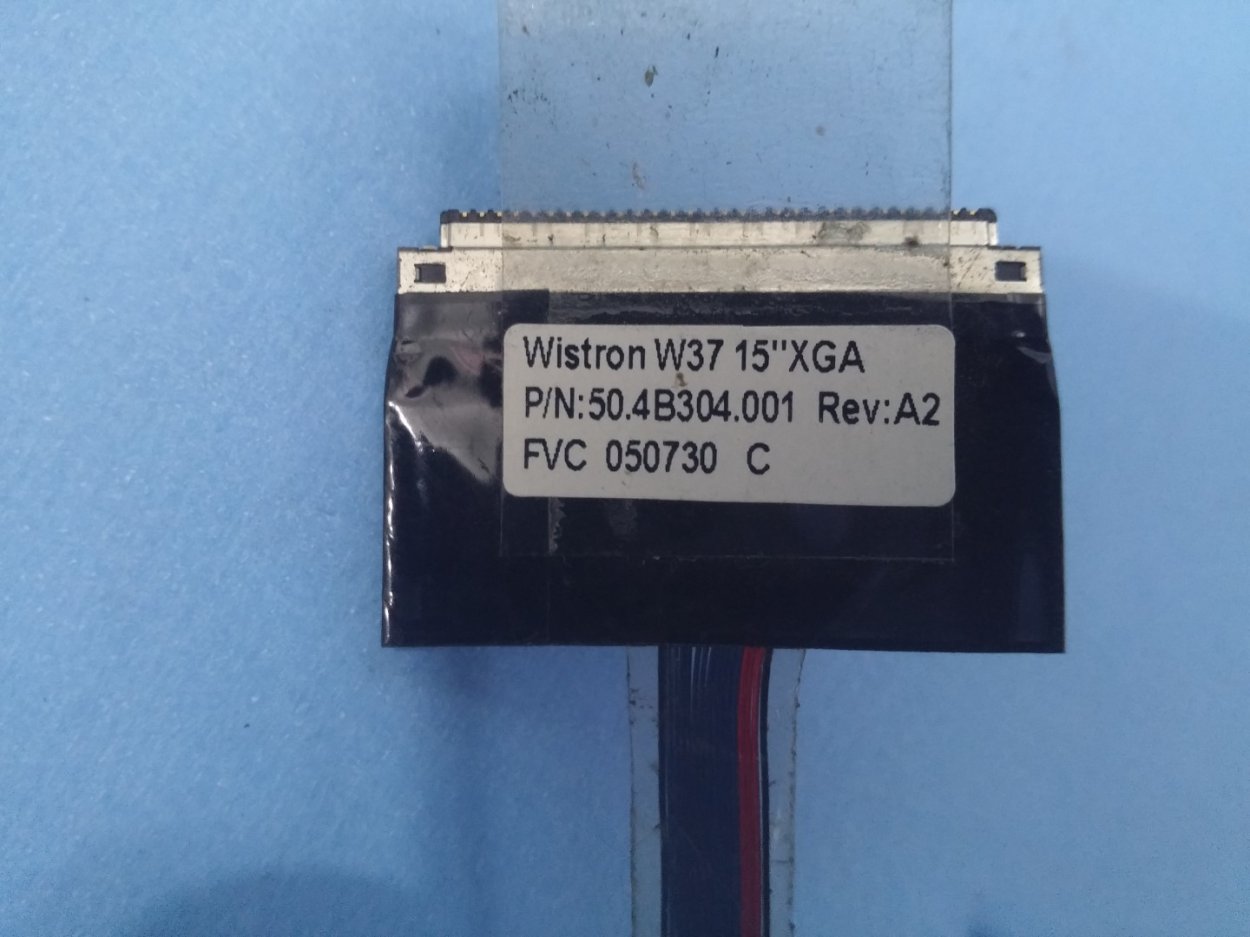 Wistron W37 15"XGA
P/N:50.4B304.001 Rev:A2
FVC 050730 C